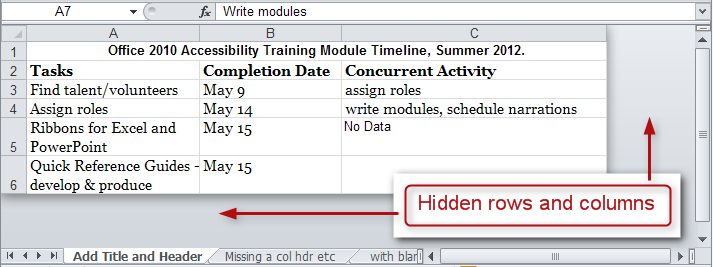 A7 fx Write modules
A B C
1 Office 2010 Accessibility Training Module Timeline, Summer 2012.
2 Tasks Completion Date Concurrent Activity
3 Find talent/volunteers May 9 assign roles
4 Assign roles May 14 write modules, schedule narrations
Ribbons for Excel and May 15 No Data
5 PowerPoint
Quick Reference Guides - May 15
6 develop & produce
Hidden rows and columns
Add Title and Header Missing a col hdr etc with blar